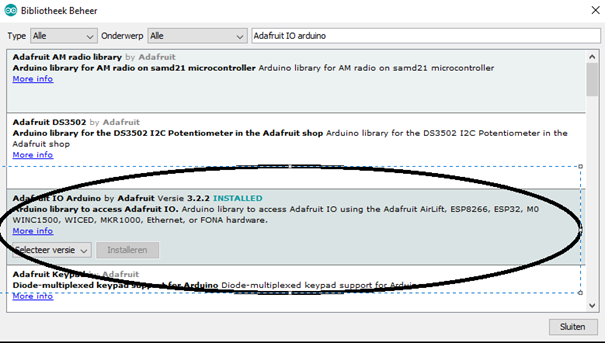 Bibliotheek Beheer
Type Alle Onderwerp Alle Adafruit IO arduino
Adafruit AM radio library by Adafruit
Arduino library for AM radio on samd21 microcontroller Arduino library for AM radio on samd21 microcontroller
More info
Adafruit DS3502 by Adafruit
Arduino library for the DS3502 I2C Potentiometer in the Adafruit shop Arduino library for the DS3502 I2C Potentiometer in the
Adafruit shop
More info
Adafruit IO Arduino by Adafruit Versie 3.2.2 INSTALLED
Arduino library to access Adafruit IO. Arduino library to access Adafruit IO using the Adafruit AirLift, ESP8266, ESP32, M0
WINC1500, WICED, MKR1000, Ethernet, or FONA hardware.
More info
Selecteer versie Installeren
Adafruit Keypad by Adafruit
Diode-multiplexed keypad support for Arduino Diode-multiplexed keypad support for Arduino
More info
Sluiten